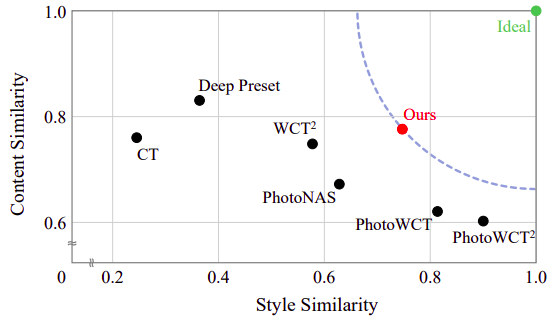 1.0
Ideal
Deep Preset
0.8
Ours
WCT²
CT
PhotoNAS
PhotoWCT
0.6
PhotoWCT²
0
0.2
0.4
0.6
0.8
1.0
Content Similarity
Style Similarity